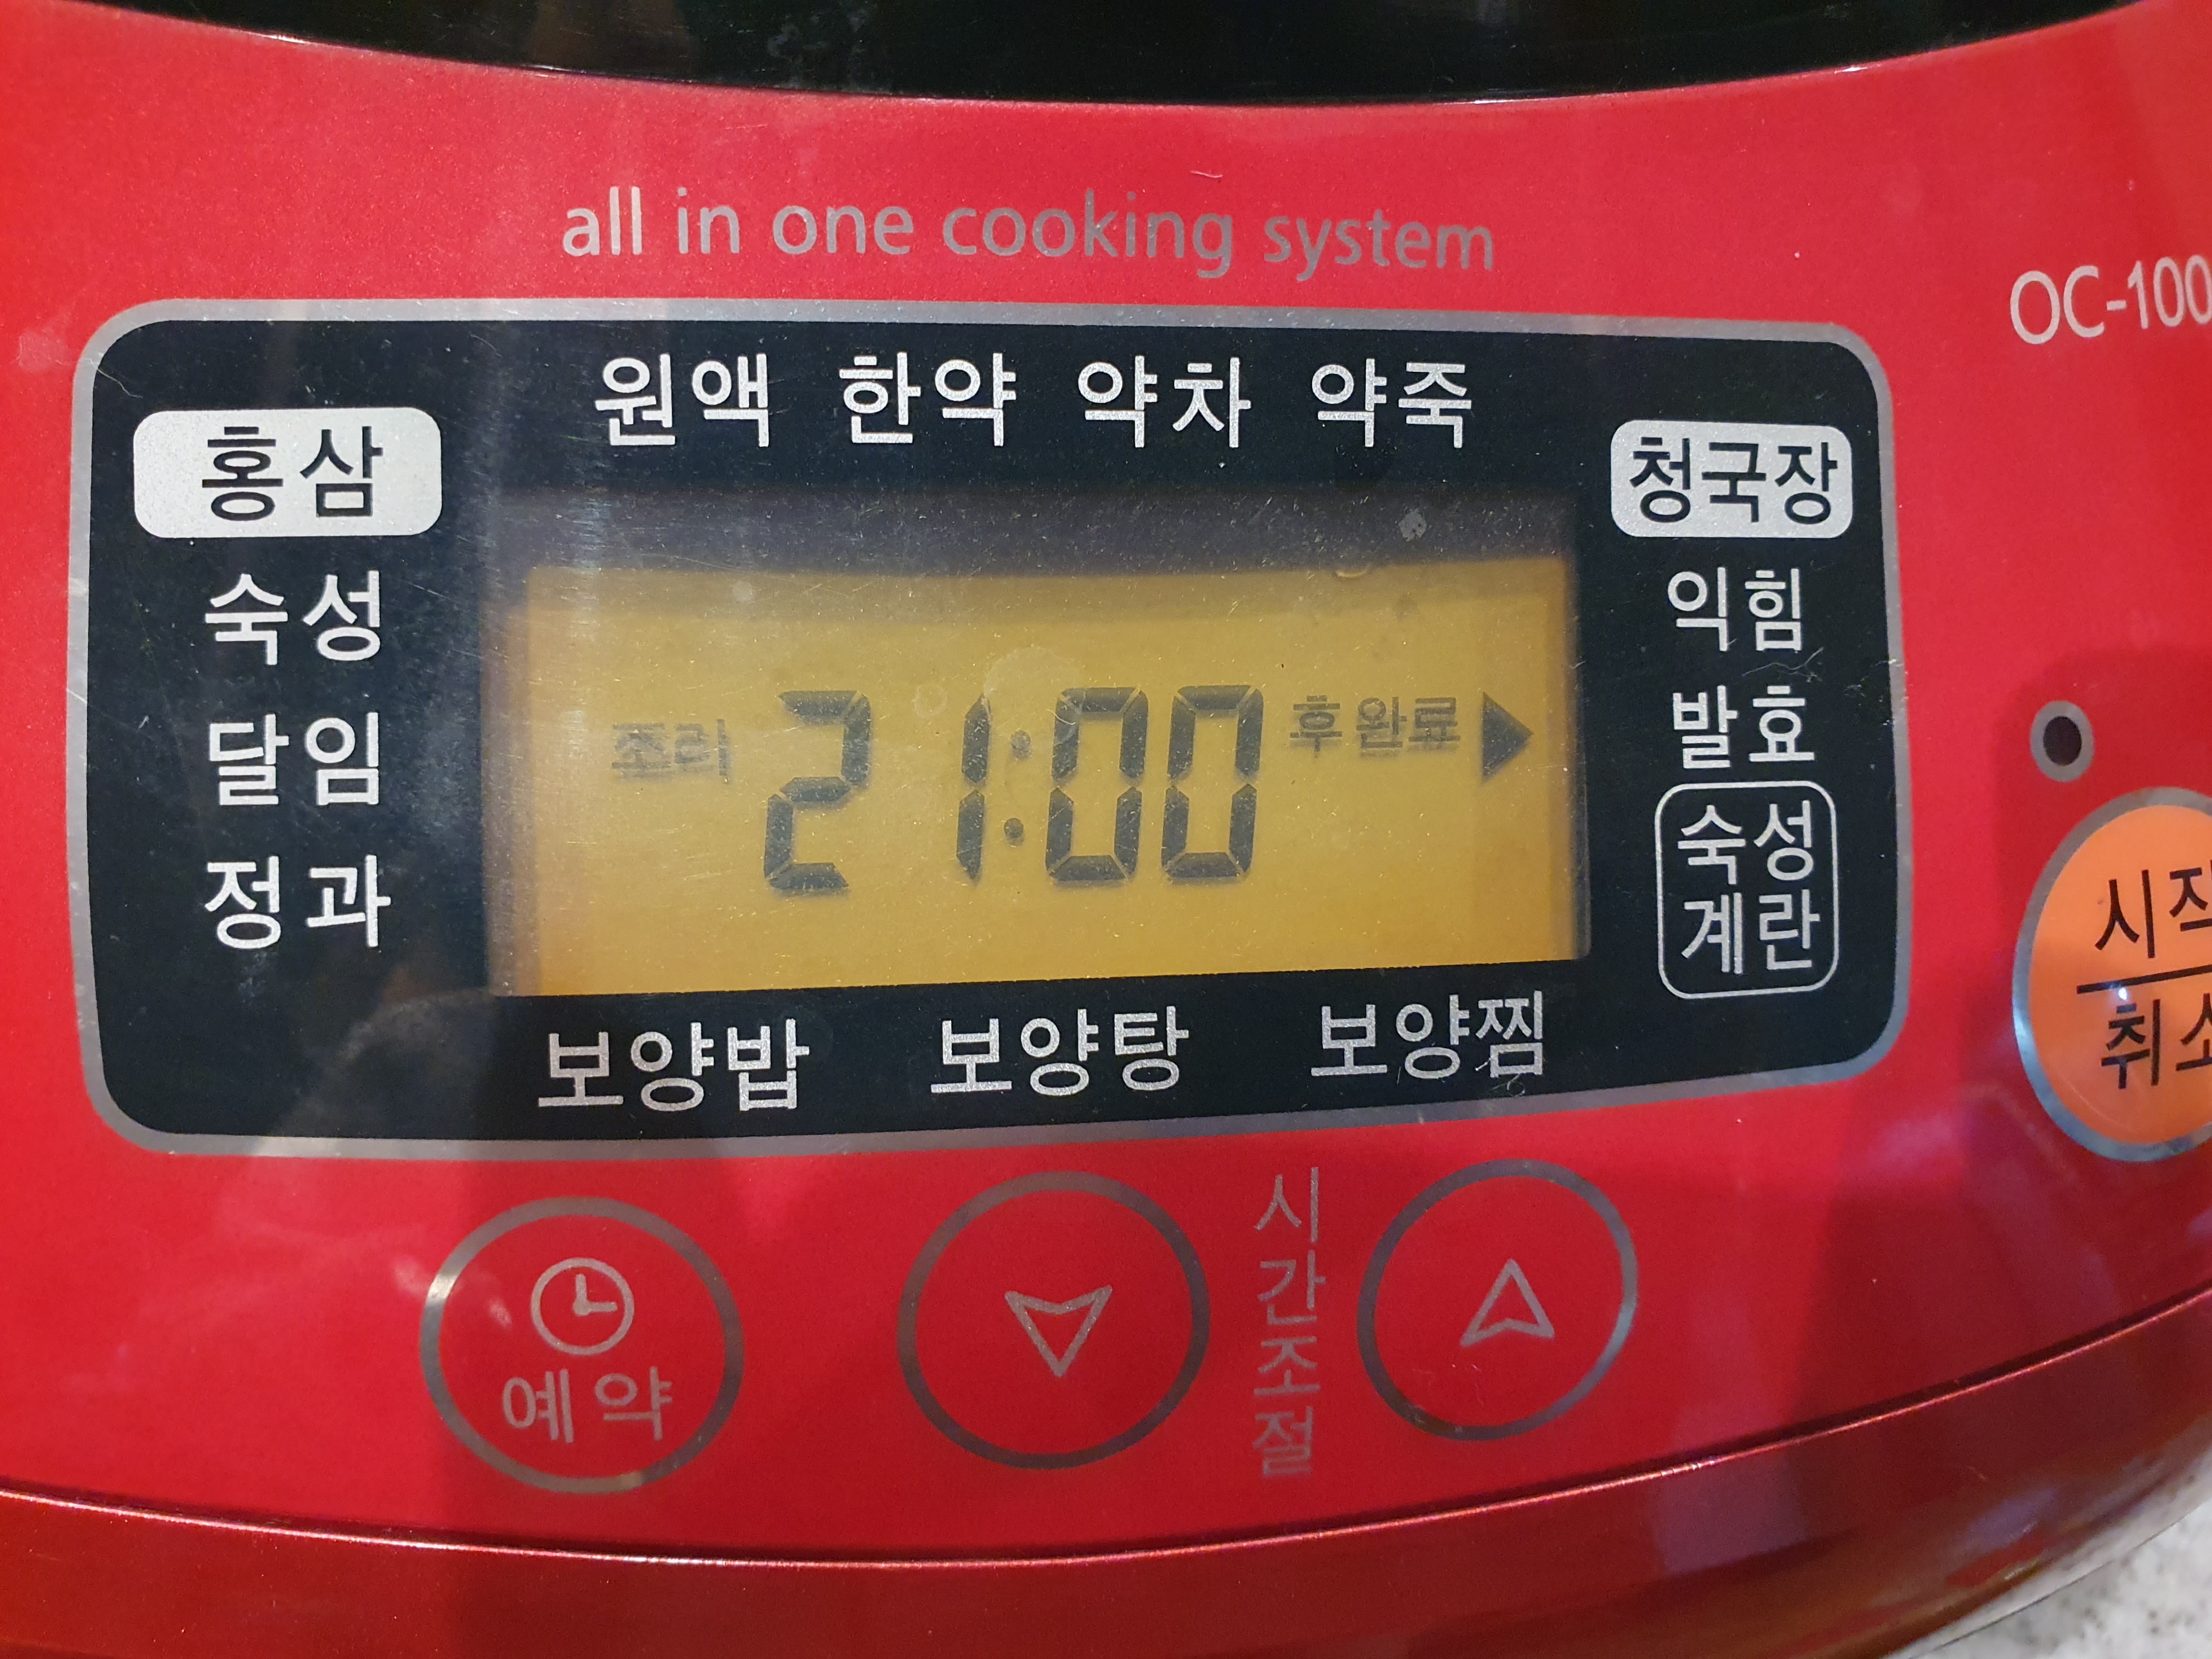 all in one cooking system
OC-100
원액 한약 약차 약죽
홍삼
숙성
달임
정과
조리 21:00 후 완료
청국장
익힘
발효
숙성
계란
보양밥 보양탕 보양찜
예약
시간조절